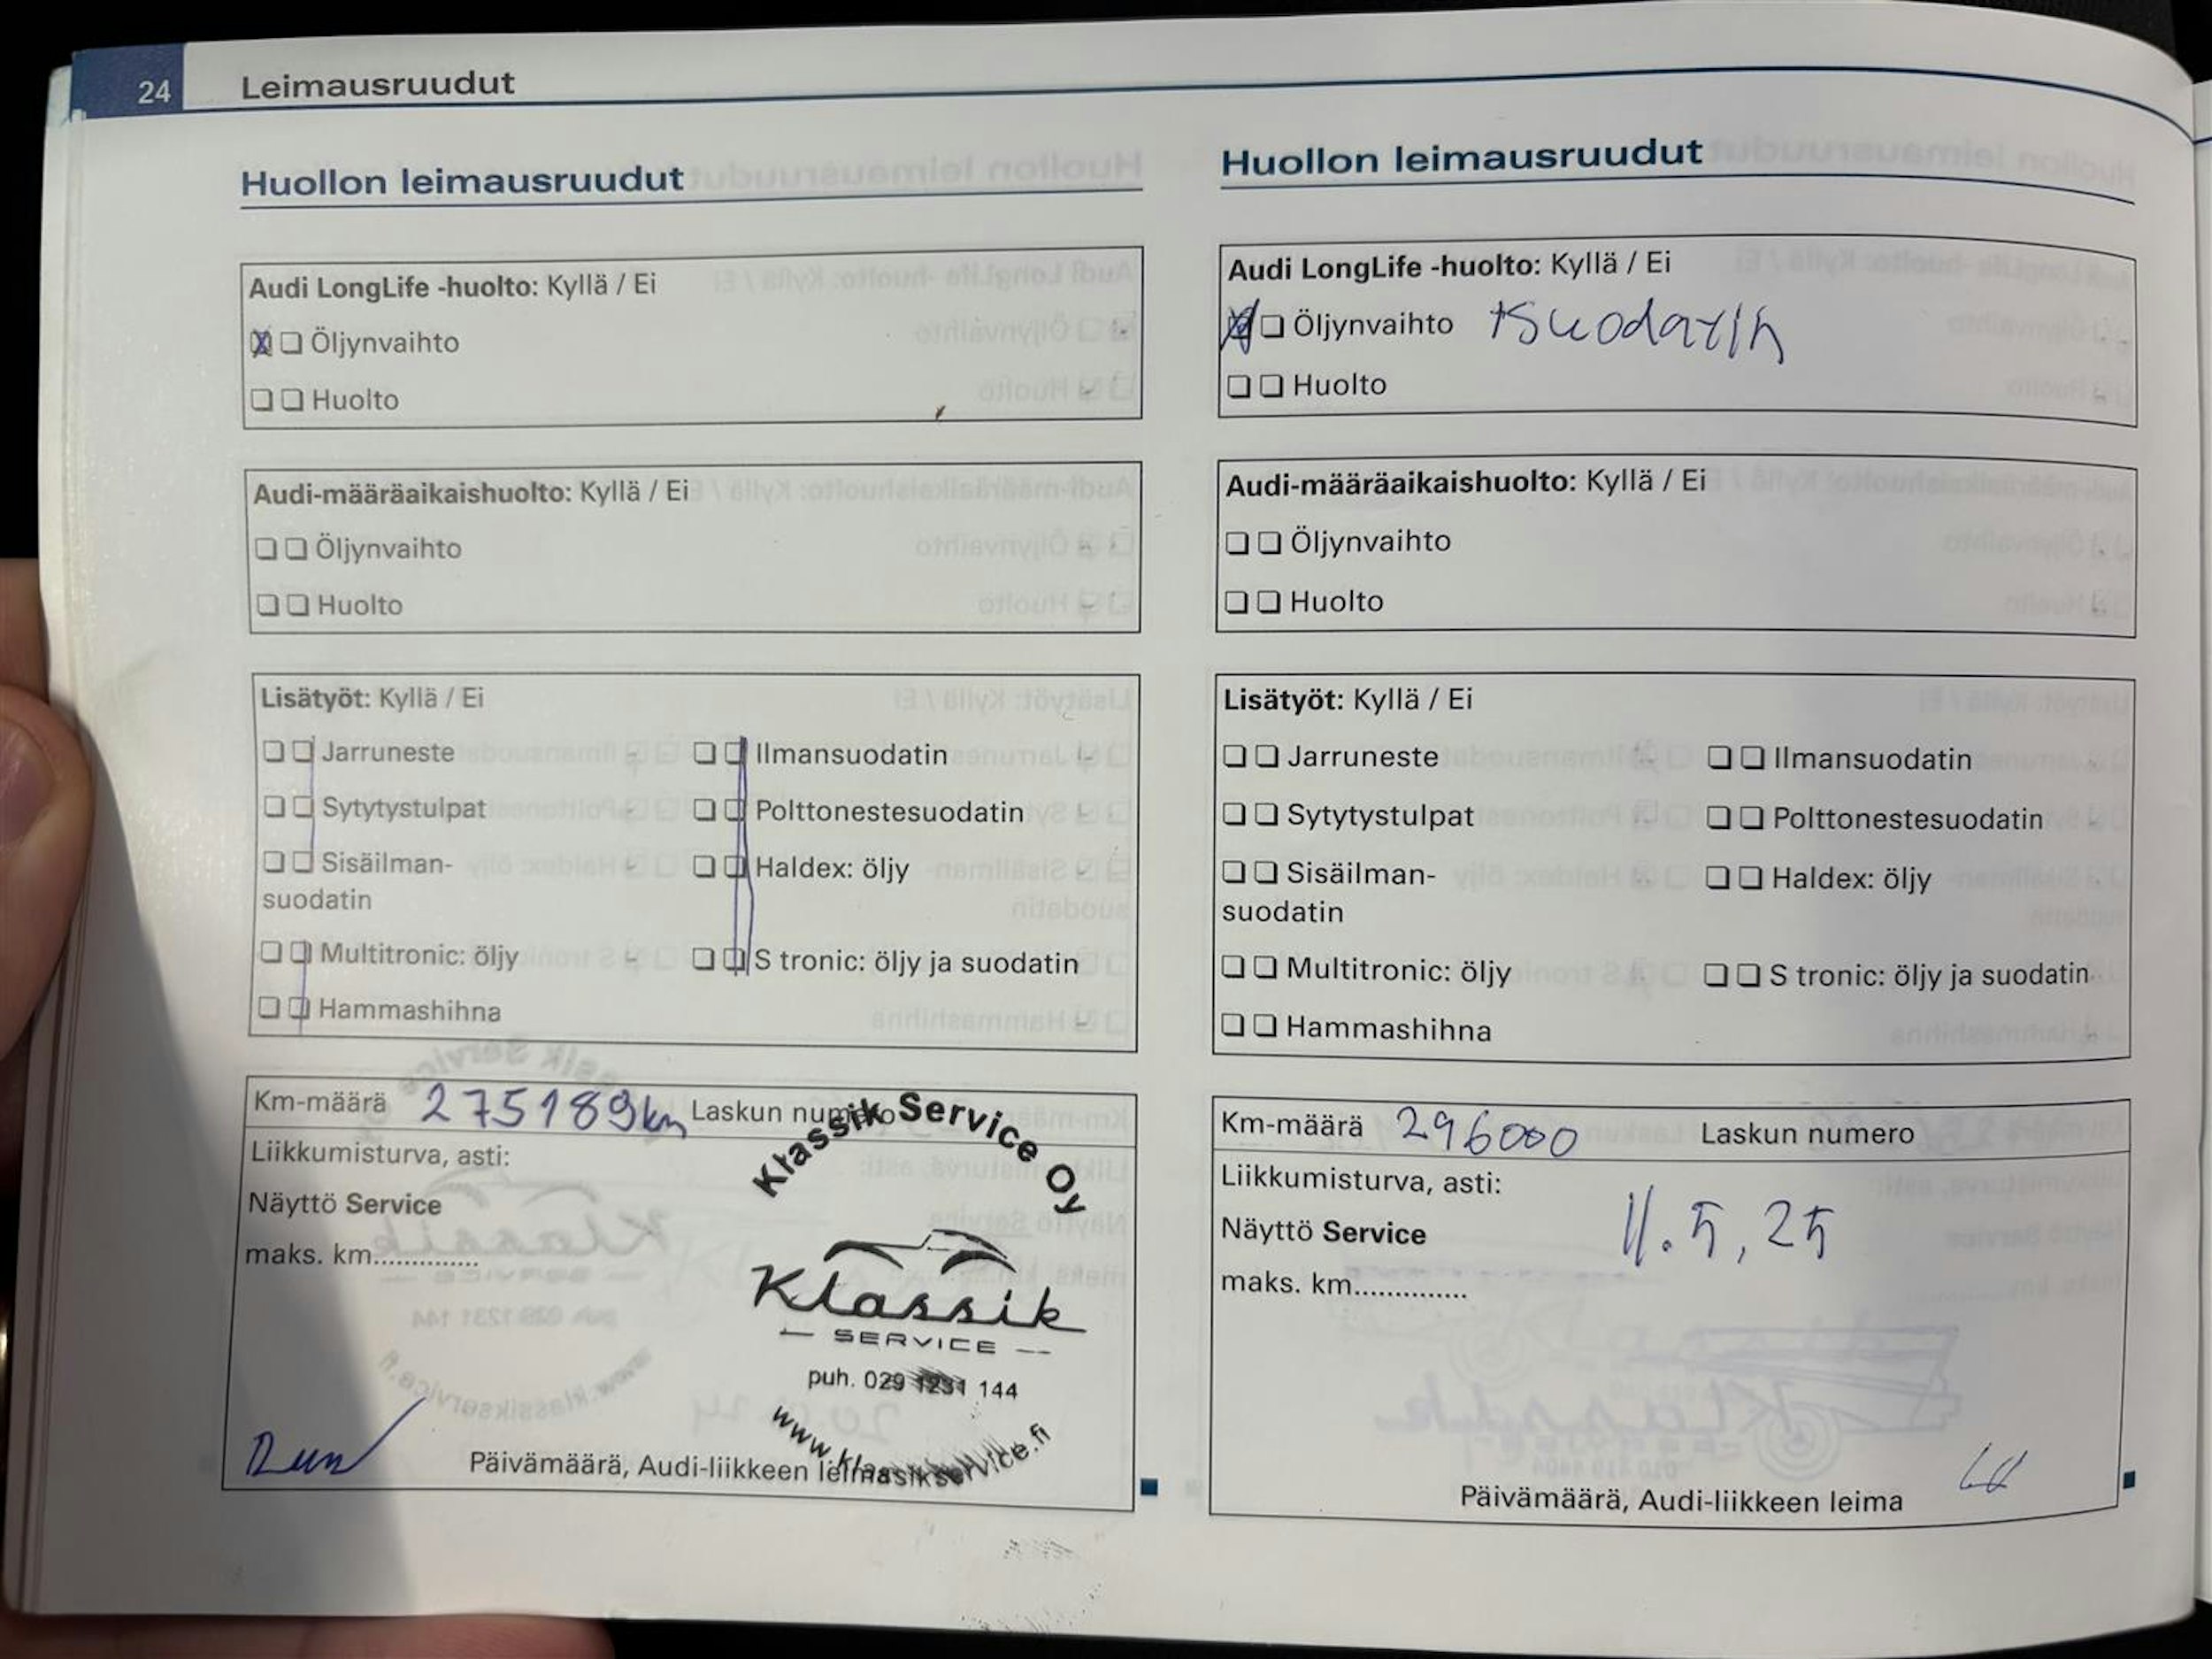 24 Leimausruudut
Huollon leimausruudut
Audi LongLife -huolto: Kyllä / Ei
Öljynvaihto
Huolto
Audi-määräaikaishuolto: Kyllä / Ei
Öljynvaihto
Huolto
Lisätyöt: Kyllä / Ei
Jarruneste Ilmansuodatin
Sytytystulpat Polttonestesuodatin
Sisäilman- Haldex: öljy
suodatin
Multitronic: öljy S tronic: öljy ja suodatin
Hammashihna
Km-määrä 275189km Laskun numero
Liikkumisturva, asti:
Näyttö Service
maks. km..............
Klassik Service Oy
Klassik
SERVICE
puh. 029 1231 144
www.klassikservice.fi
Päivämäärä, Audi-liikkeen leima
Huollon leimausruudut
Audi LongLife -huolto: Kyllä / Ei
Öljynvaihto +Suodatin
Huolto
Audi-määräaikaishuolto: Kyllä / Ei
Öljynvaihto
Huolto
Lisätyöt: Kyllä / Ei
Jarruneste Ilmansuodatin
Sytytystulpat Polttonestesuodatin
Sisäilman- Haldex: öljy
suodatin
Multitronic: öljy S tronic: öljy ja suodatin
Hammashihna
Km-määrä 296000 Laskun numero
Liikkumisturva, asti:
Näyttö Service
11.5,25
maks. km..............
Päivämäärä, Audi-liikkeen leima